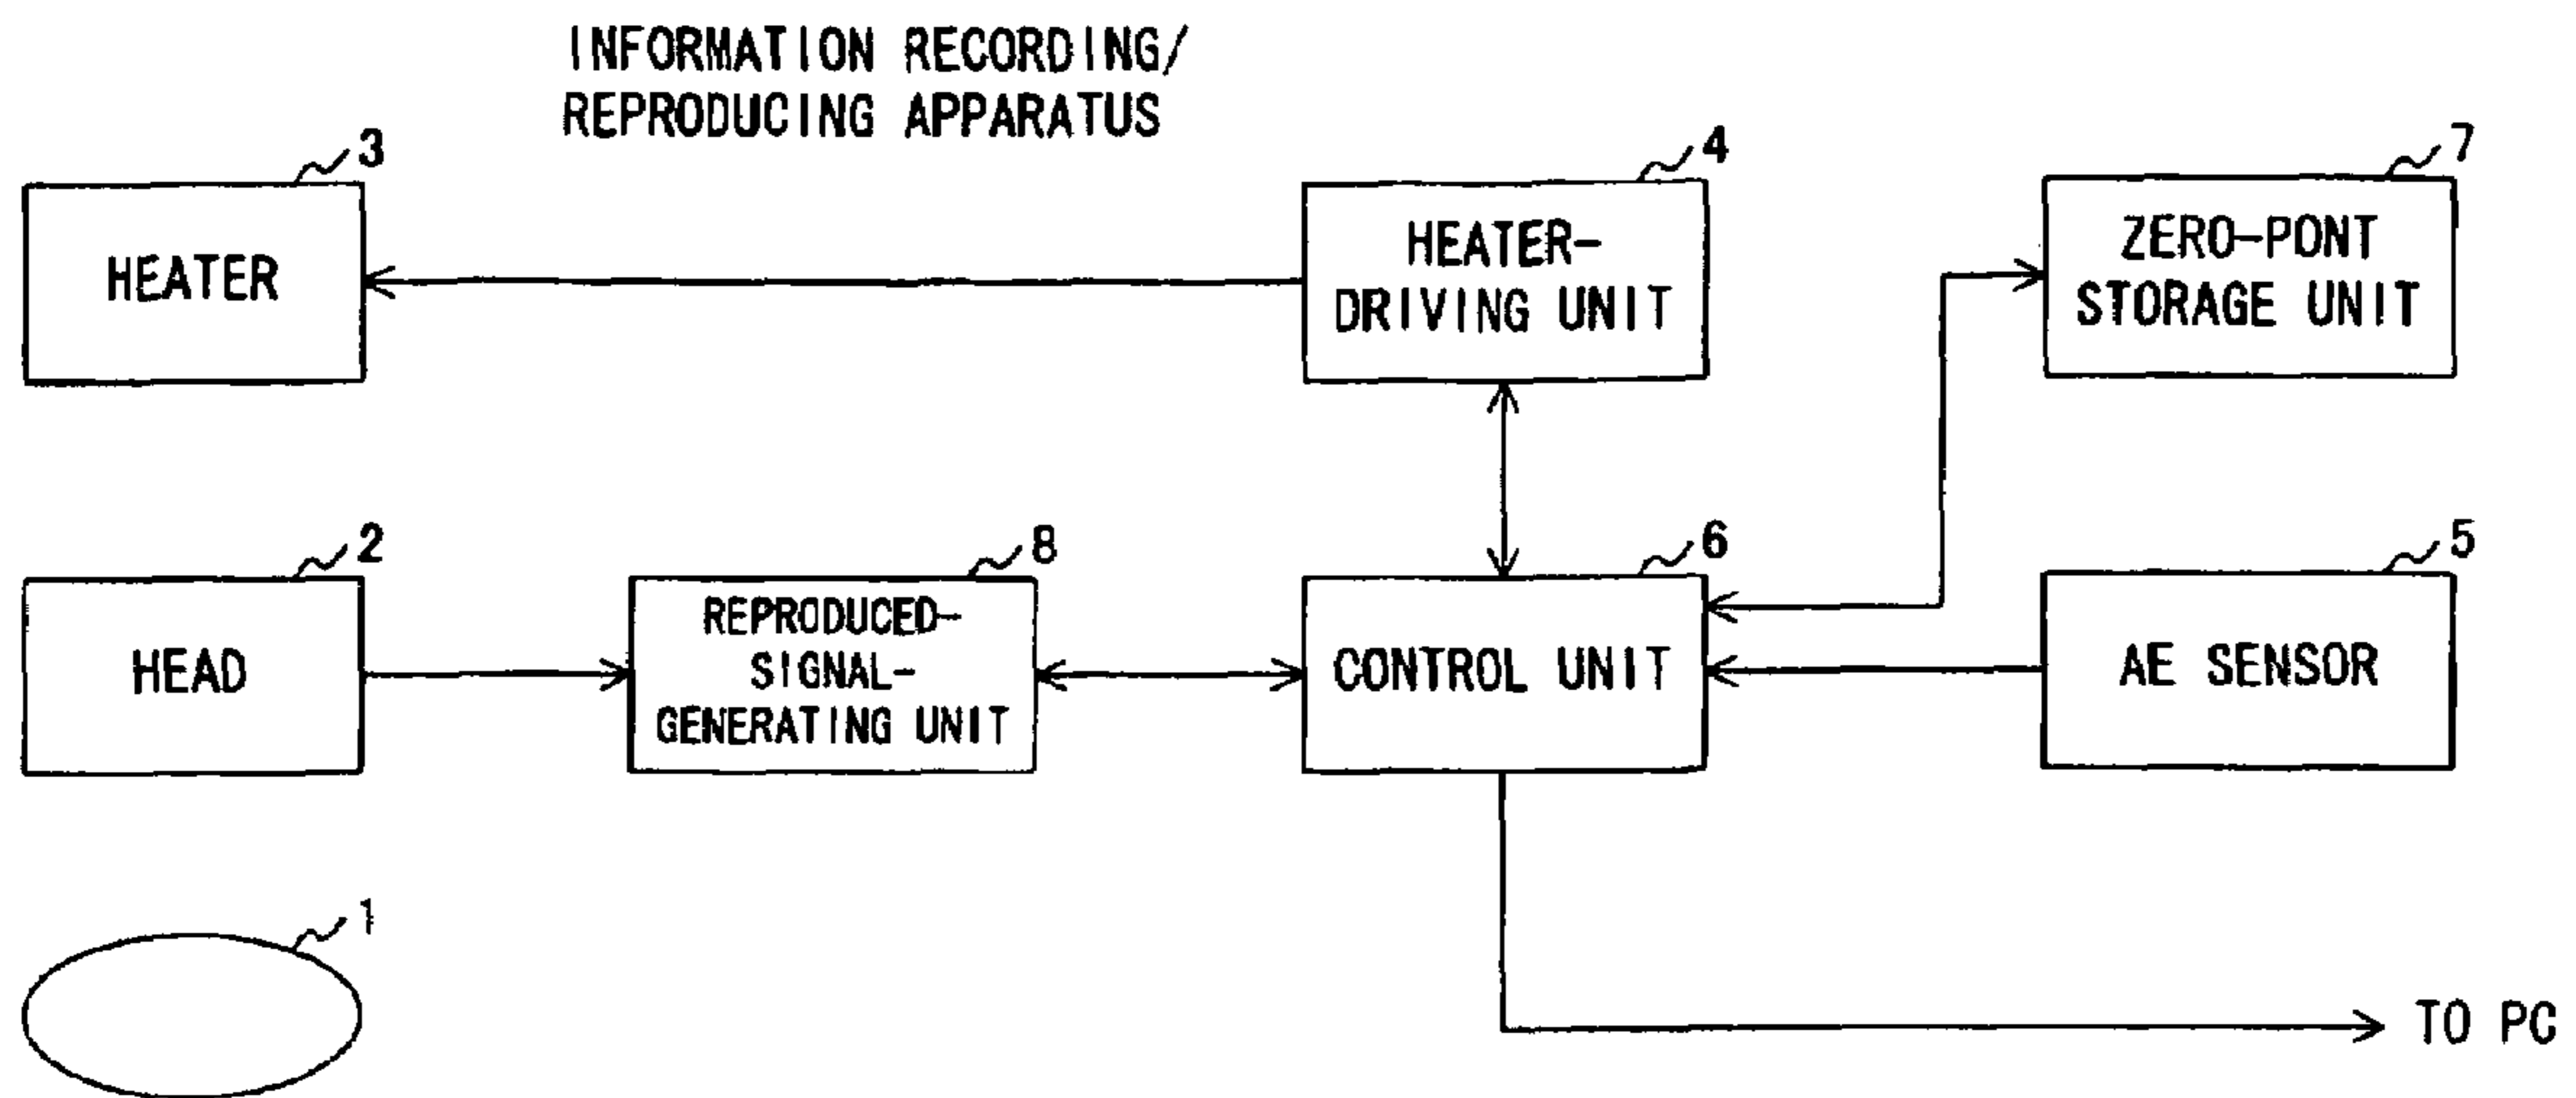 INFORMATION RECORDING/
REPRODUCING APPARATUS
3
HEATER
4
HEATER-
DRIVING UNIT
7
ZERO-PONT
STORAGE UNIT
2
HEAD
8
REPRODUCED-
SIGNAL-
GENERATING UNIT
6
CONTROL UNIT
5
AE SENSOR
1
TO PC